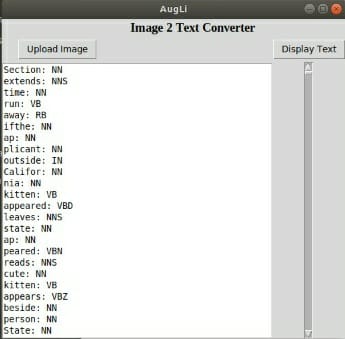 AugLi
Image 2 Text Converter
Upload Image
Display Text
Section: NN
extends: NNS
time: NN
run: VB
away: RB
ifthe: NN
ap: NN
plicant: NN
outside: IN
Califor: NN
nia: NN
kitten: VB
appeared: VBD
leaves: NNS
state: NN
ap: NN
peared: VBN
reads: NNS
cute: NN
kitten: VB
appears: VBZ
beside: NN
person: NN
State: NN